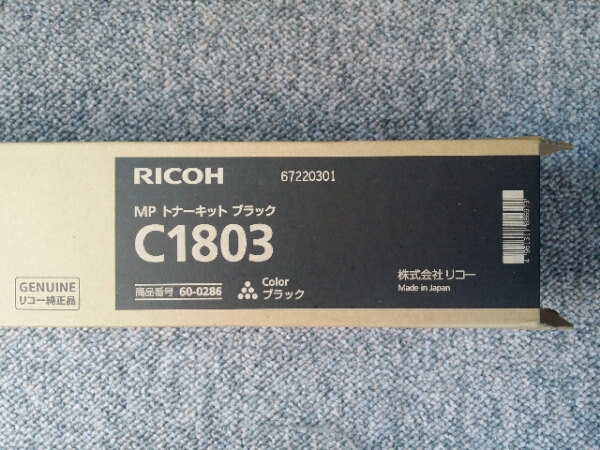 RICOH
67220301
MP トナーキット ブラック
C1803
商品番号 60-0286
Color
ブラック
株式会社 リコー
Made in Japan
GENUINE
リコー純正品